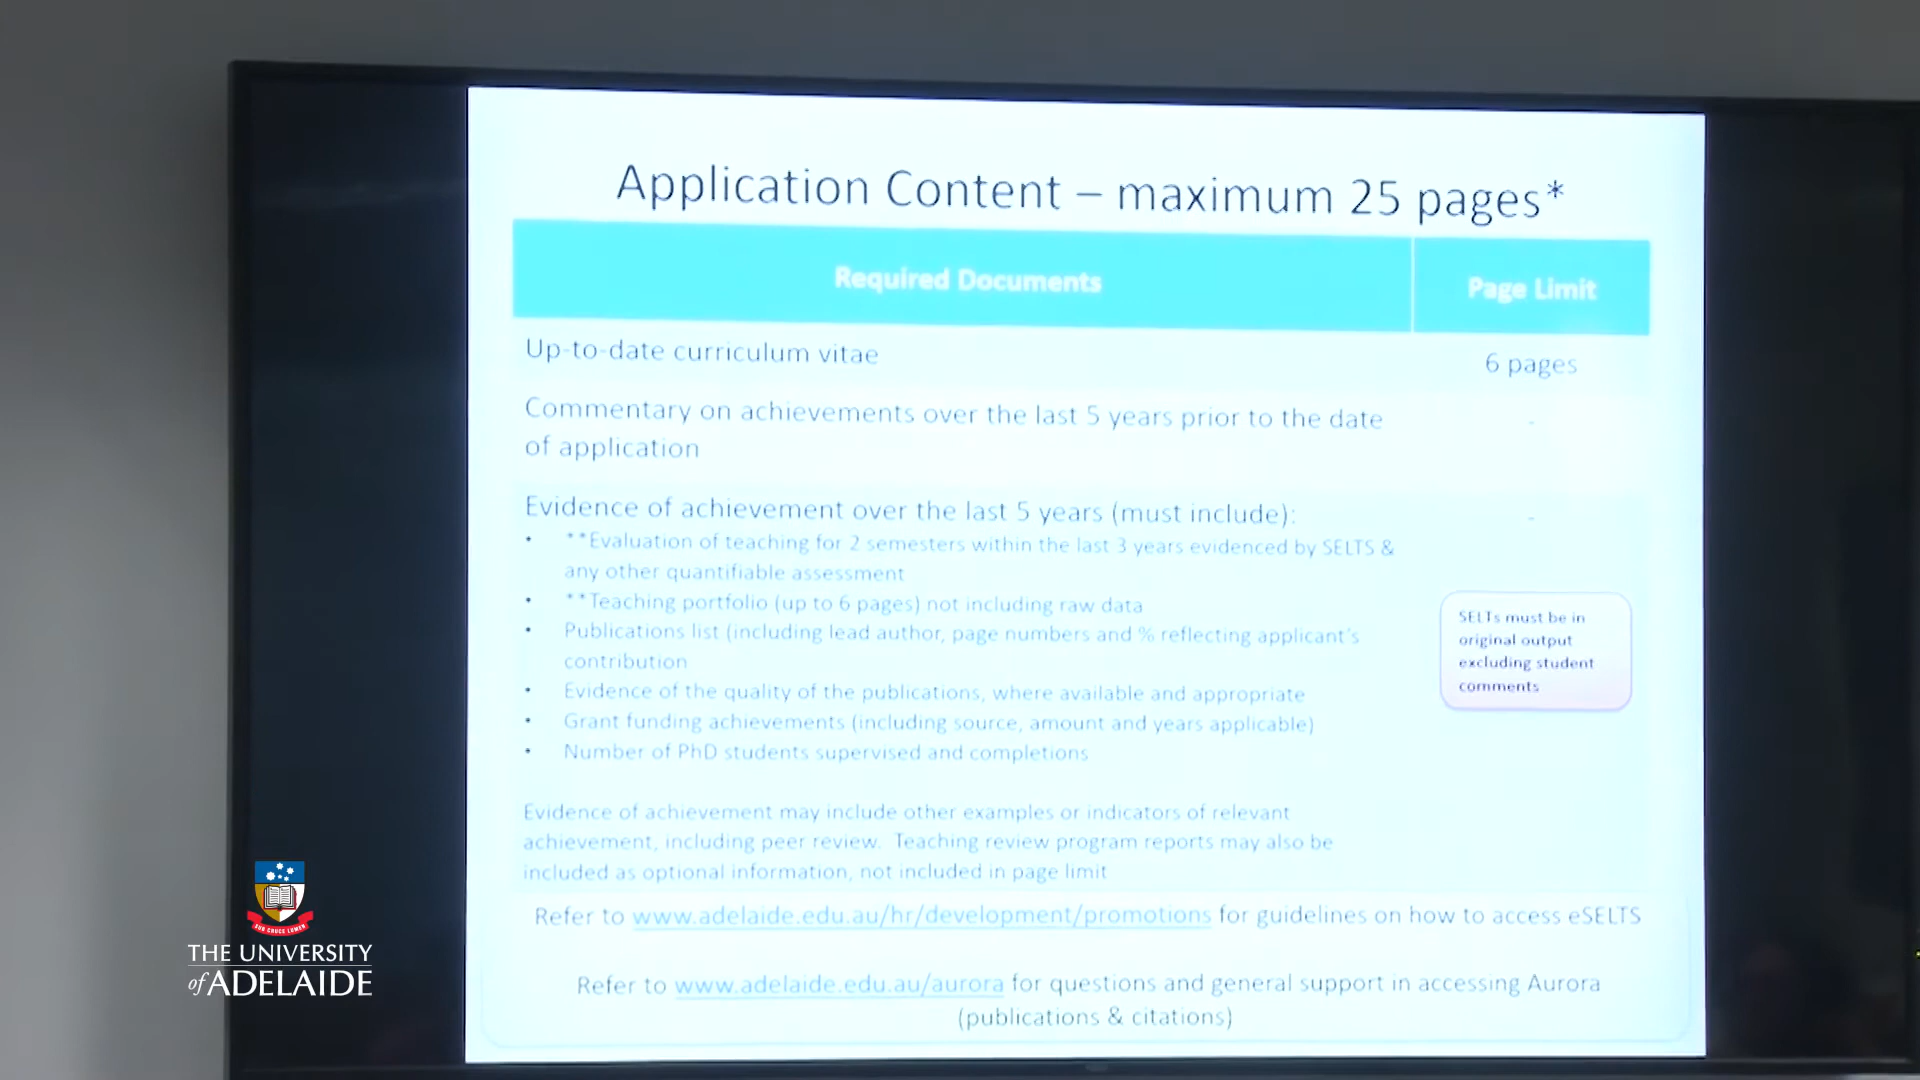 Application Content – maximum 25 pages*
Required Documents
Page Limit
Up-to-date curriculum vitae
6 pages
Commentary on achievements over the last 5 years prior to the date
of application
-
Evidence of achievement over the last 5 years (must include):
-
• **Evaluation of teaching for 2 semesters within the last 3 years evidenced by SELTS &
any other quantifiable assessment
• **Teaching portfolio (up to 6 pages) not including raw data
• Publications list (including lead author, page numbers and % reflecting applicant's
contribution
• Evidence of the quality of the publications, where available and appropriate
• Grant funding achievements (including source, amount and years applicable)
• Number of PhD students supervised and completions
SELTs must be in
original output
excluding student
comments
Evidence of achievement may include other examples or indicators of relevant
achievement, including peer review. Teaching review program reports may also be
included as optional information, not included in page limit
Refer to www.adelaide.edu.au/hr/development/promotions for guidelines on how to access eSELTS
Refer to www.adelaide.edu.au/aurora for questions and general support in accessing Aurora
(publications & citations)
SUB CRUCE LUMEN
THE UNIVERSITY
of ADELAIDE